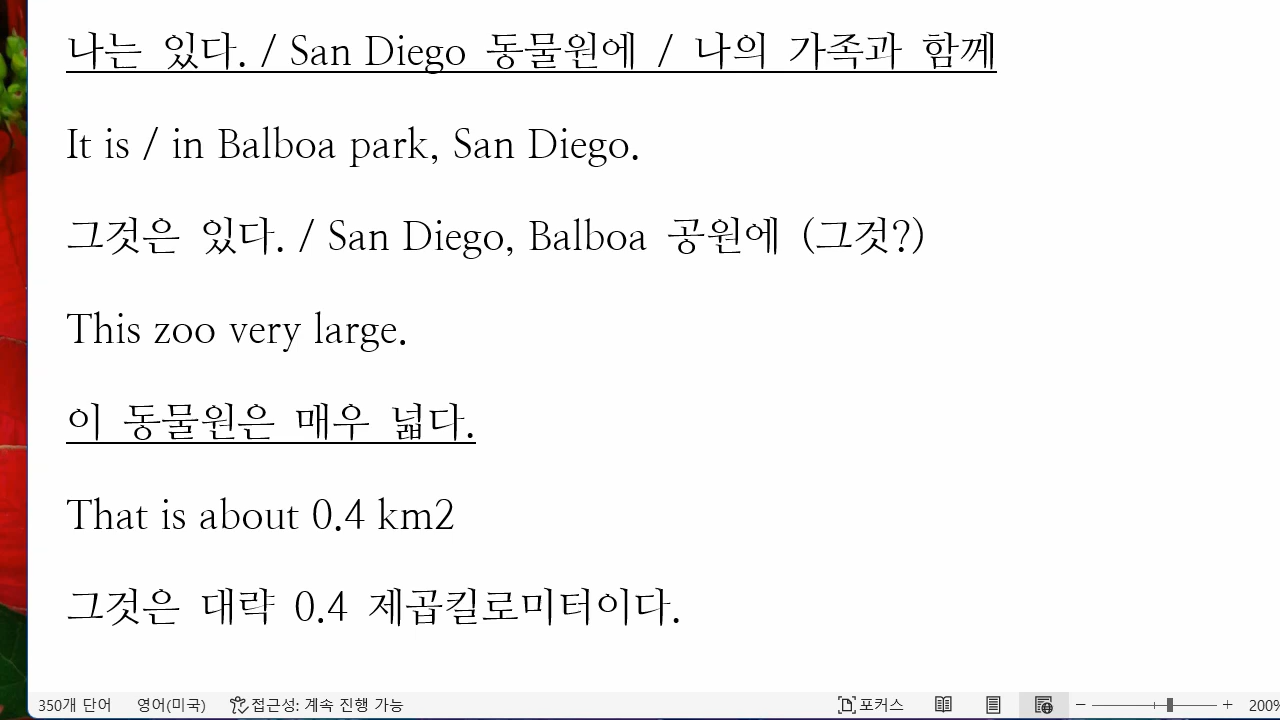 나는 있다. / San Diego 동물원에 / 나의 가족과 함께
It is / in Balboa park, San Diego.
그것은 있다. / San Diego, Balboa 공원에 (그것?)
This zoo very large.
이 동물원은 매우 넓다.
That is about 0.4 km2
그것은 대략 0.4 제곱킬로미터이다.
350개 단어 영어(미국) 접근성: 계속 진행 가능 포커스 200%